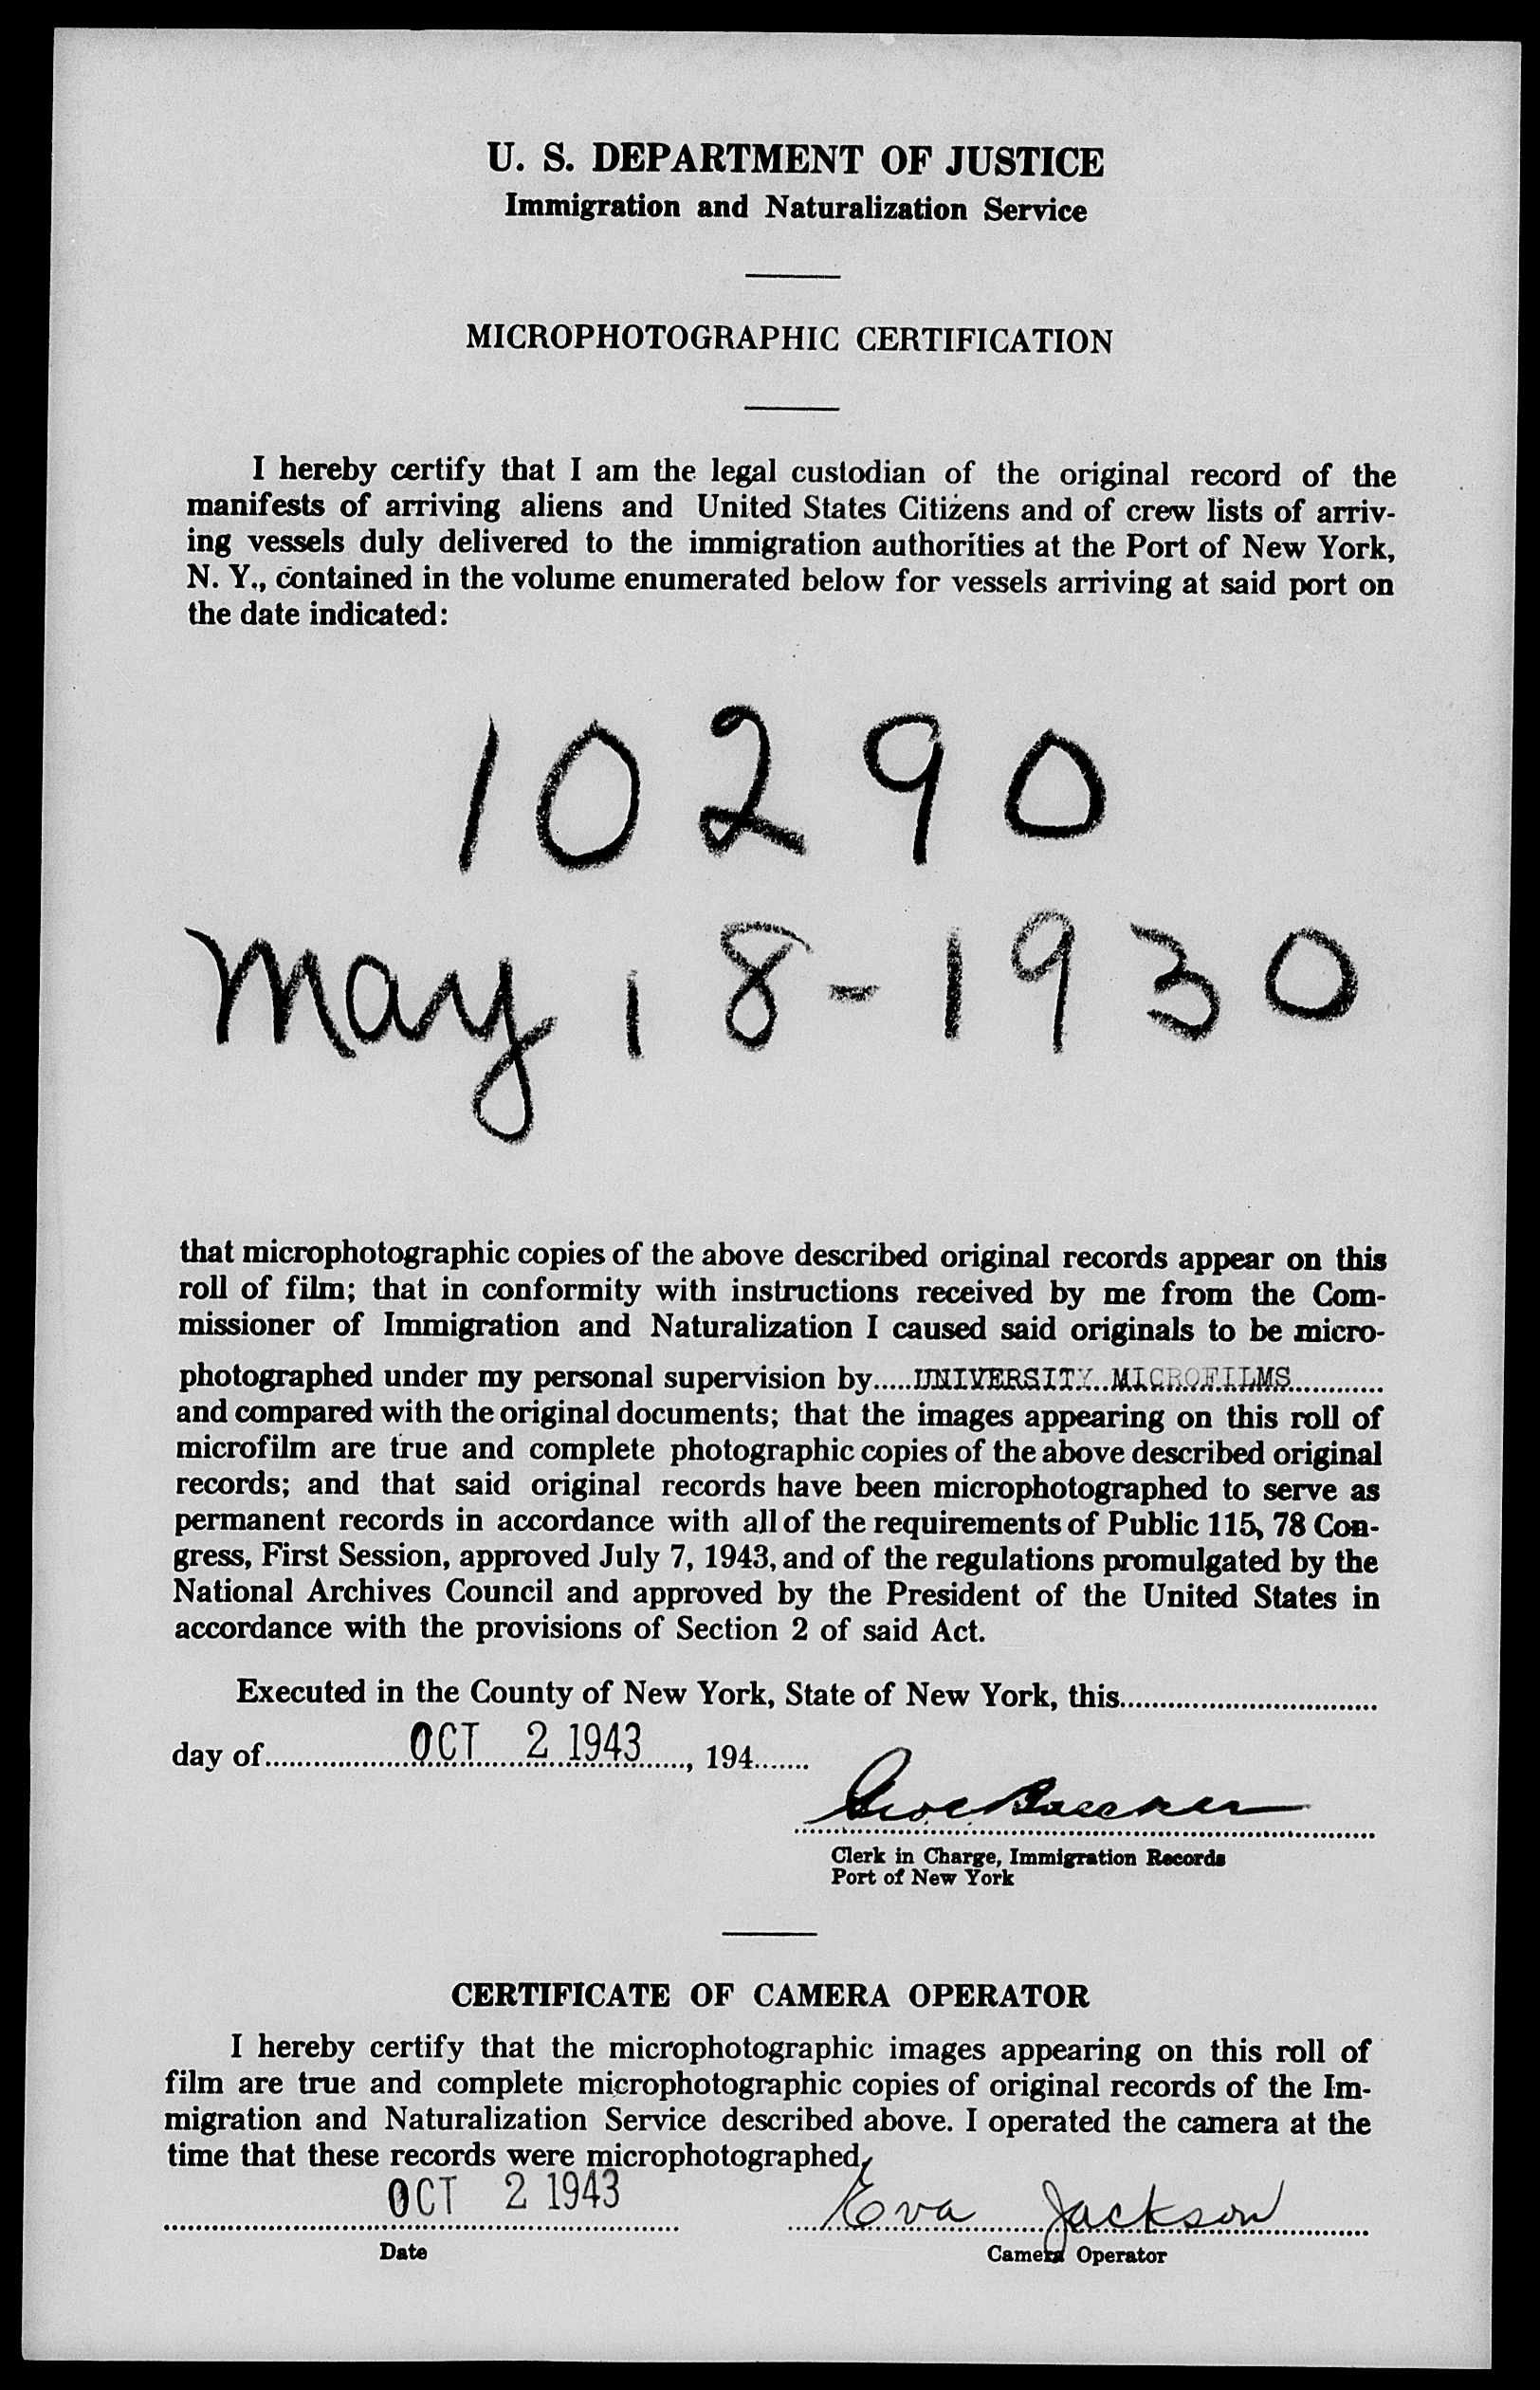 U. S. DEPARTMENT OF JUSTICE
Immigration and Naturalization Service
MICROPHOTOGRAPHIC CERTIFICATION
I hereby certify that I am the legal custodian of the original record of the
manifests of arriving aliens and United States Citizens and of crew lists of arriv-
ing vessels duly delivered to the immigration authorities at the Port of New York,
N. Y., contained in the volume enumerated below for vessels arriving at said port on
the date indicated:
10290
May 18-1930
that microphotographic copies of the above described original records appear on this
roll of film; that in conformity with instructions received by me from the Com-
missioner of Immigration and Naturalization I caused said originals to be micro-
photographed under my personal supervision by.....UNIVERSITY MICROFILMS............
and compared with the original documents; that the images appearing on this roll of
microfilm are true and complete photographic copies of the above described original
records; and that said original records have been microphotographed to serve as
permanent records in accordance with all of the requirements of Public 115, 78 Con-
gress, First Session, approved July 7, 1943, and of the regulations promulgated by the
National Archives Council and approved by the President of the United States in
accordance with the provisions of Section 2 of said Act.
Executed in the County of New York, State of New York, this................................
day of..................OCT 2 1943......, 194.......
Clerk in Charge, Immigration Records
Port of New York
CERTIFICATE OF CAMERA OPERATOR
I hereby certify that the microphotographic images appearing on this roll of
film are true and complete microphotographic copies of original records of the Im-
migration and Naturalization Service described above. I operated the camera at the
time that these records were microphotographed.
OCT 2 1943 Eva Jackson
Date Camera Operator